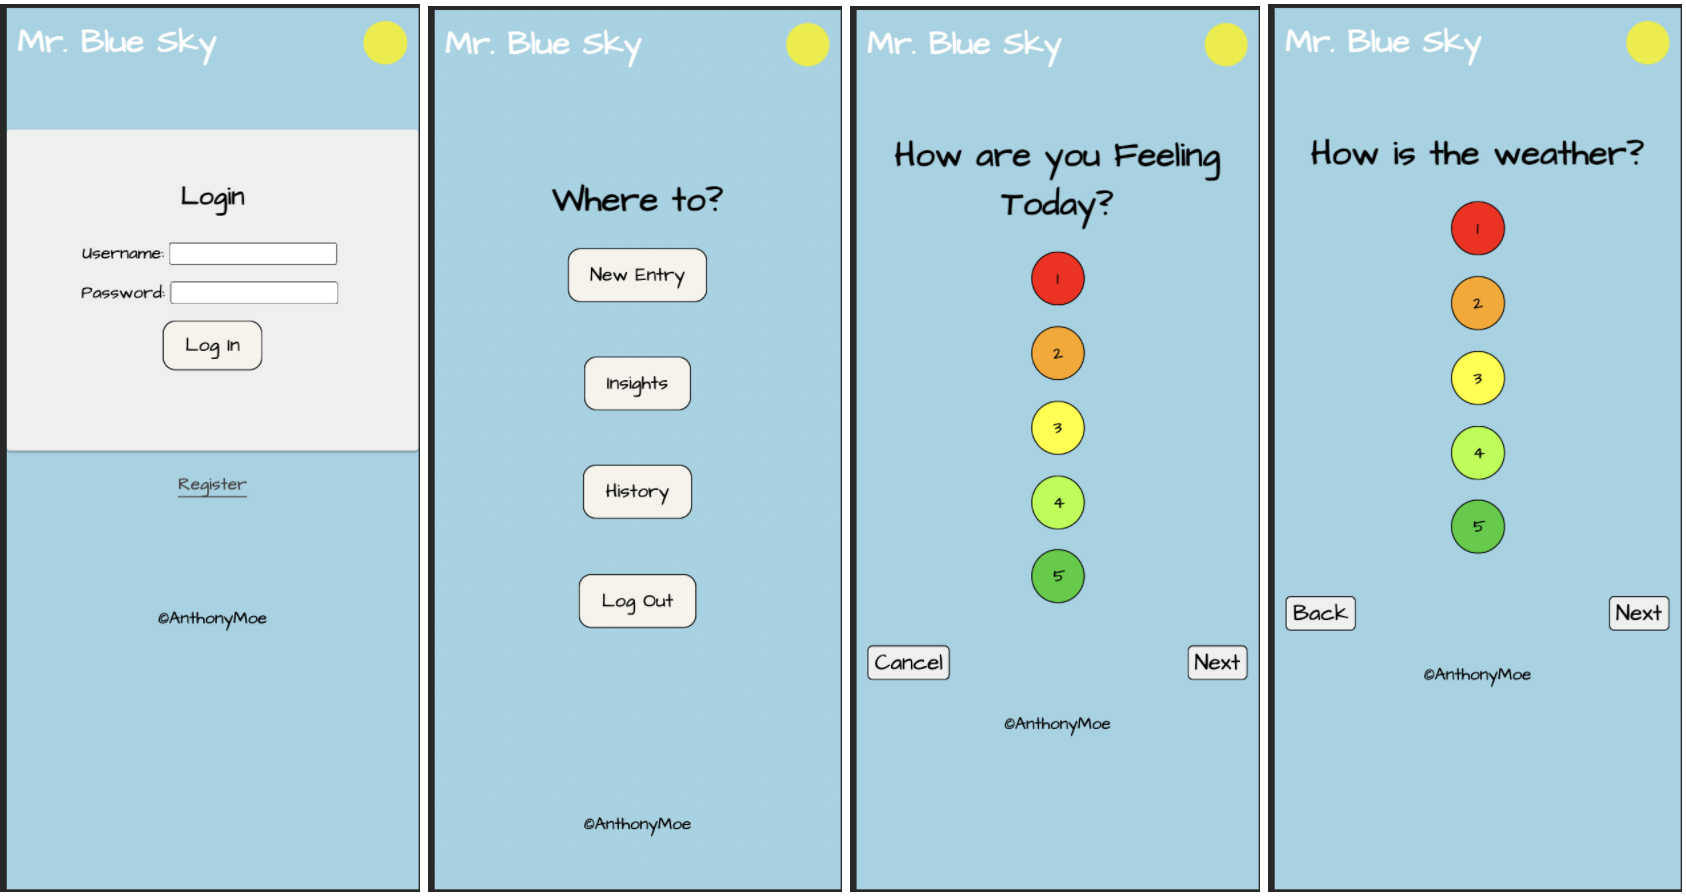 Mr. Blue Sky
Login
Username:
Password:
Log In
Register
©AnthonyMoe
Mr. Blue Sky
Where to?
New Entry
Insights
History
Log Out
©AnthonyMoe
Mr. Blue Sky
How are you Feeling
Today?
1
2
3
4
5
Cancel
Next
©AnthonyMoe
Mr. Blue Sky
How is the weather?
1
2
3
4
5
Back
Next
©AnthonyMoe